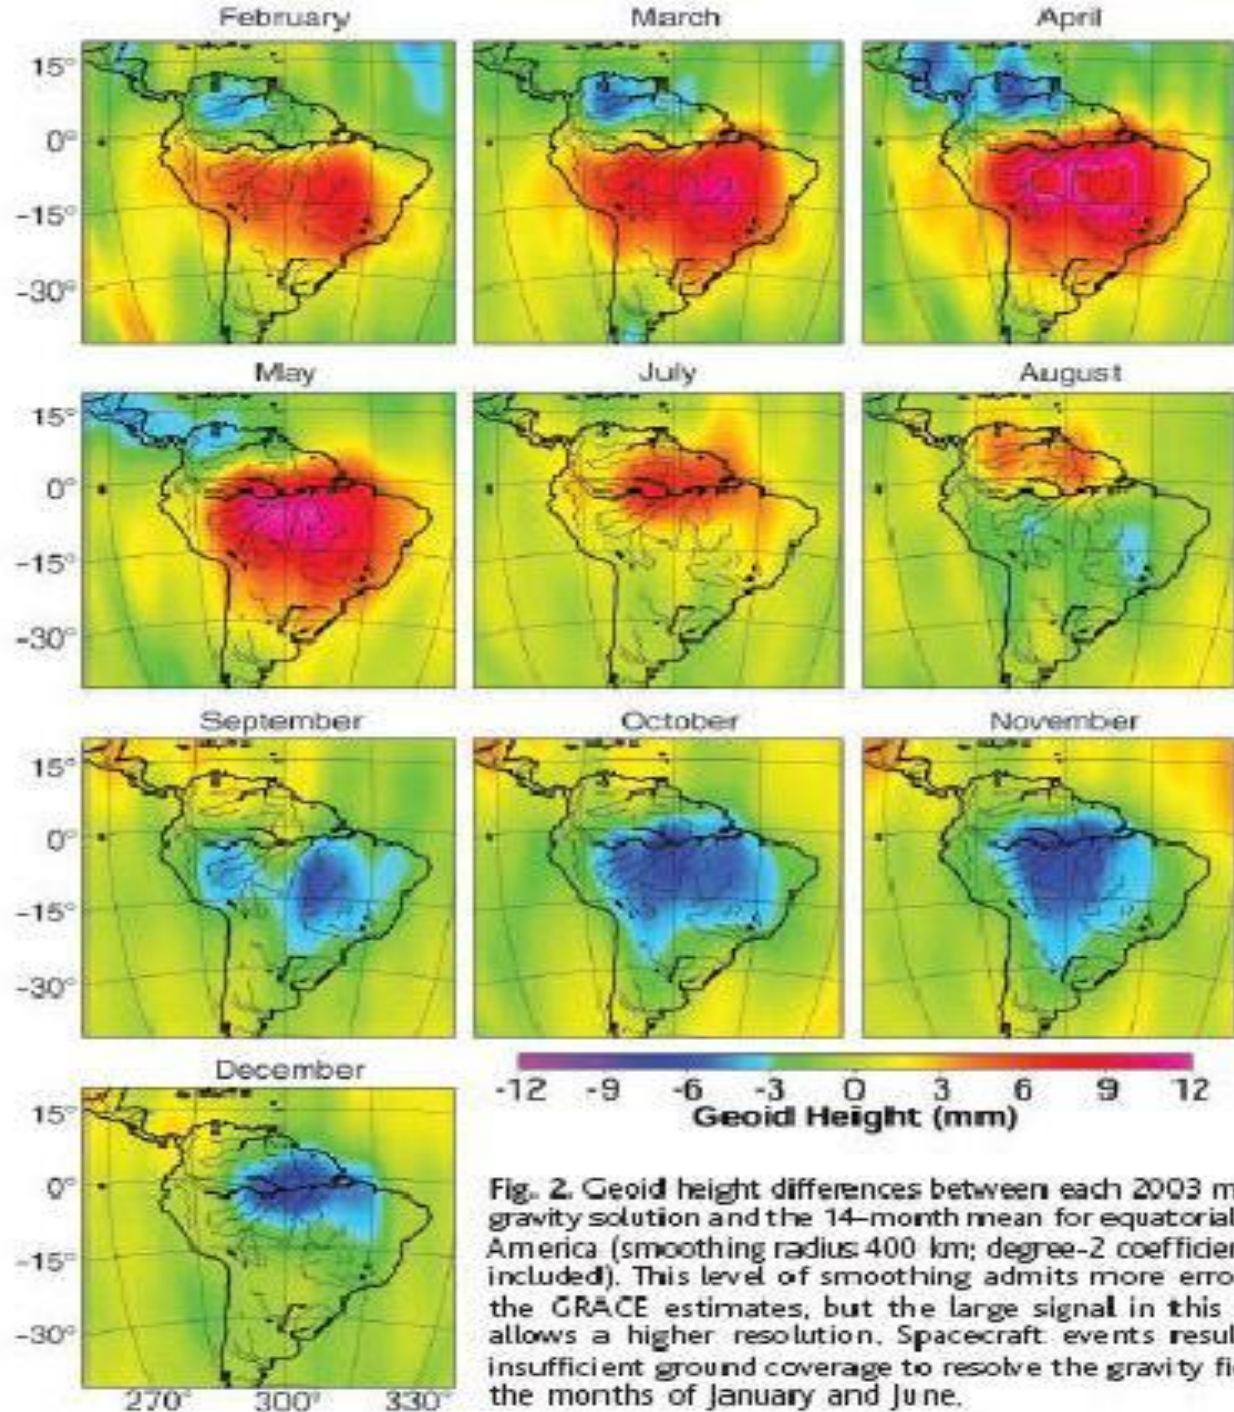 February March April
15°
0°
-15°
-30°
May July August
15°
0°
-15°
-30°
September October November
15°
0°
-15°
-30°
December
15°
0°
-15°
-30°
270° 300° 330°
-12 -9 -6 -3 0 3 6 9 12
Geoid Height (mm)
Fig. 2. Geoid height differences between each 2003 m
gravity solution and the 14-month mean for equatorial
America (smoothing radius 400 km; degree-2 coefficien
included). This level of smoothing admits more erro
the GRACE estimates, but the large signal in this
allows a higher resolution. Spacecraft events resul
insufficient ground coverage to resolve the gravity fi
the months of January and June.